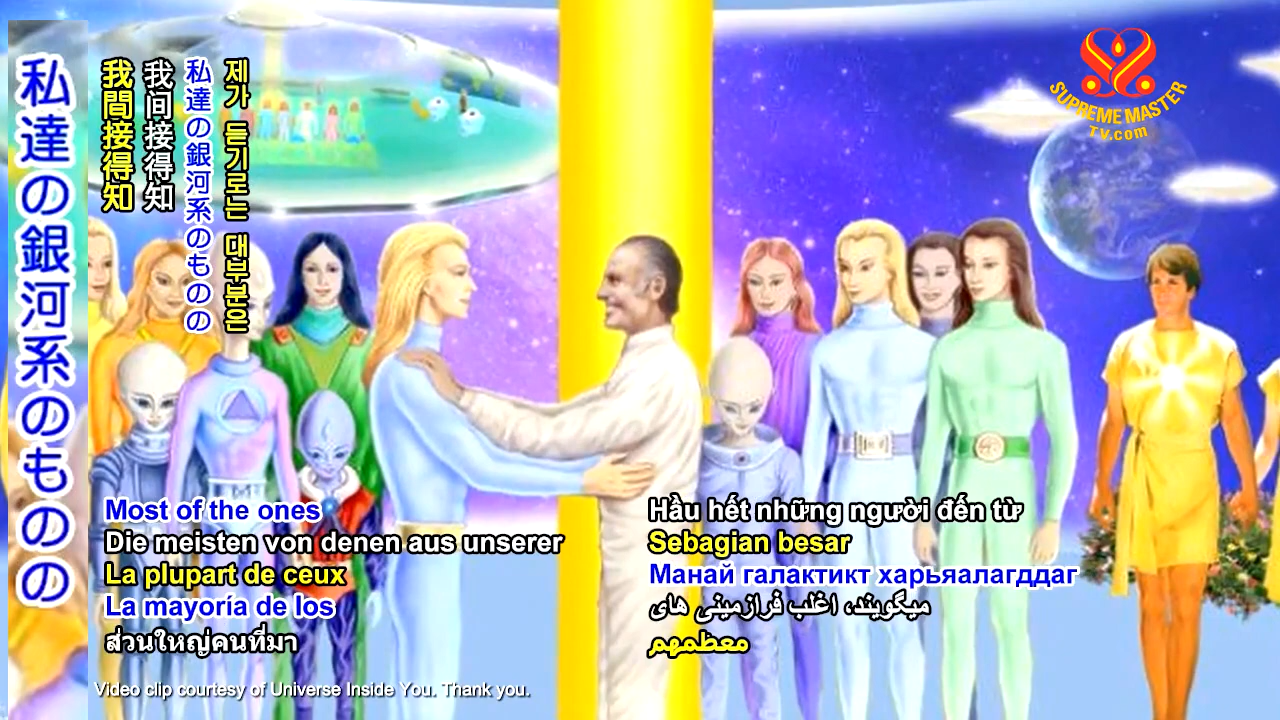 私達の銀河系のものの
我間接得知
我间接得知
私達の銀河系のものの
제가 듣기로는 대부분은
SUPREME MASTER
TV.com
Most of the ones
Die meisten von denen aus unserer
La plupart de ceux
La mayoría de los
ส่วนใหญ่คนที่มา
Hầu hết những người đến từ
Sebagian besar
Манай галактикт харьяалагддаг
میگویند، اغلب فرازمینی های
معظمهم
Video clip courtesy of Universe Inside You. Thank you.